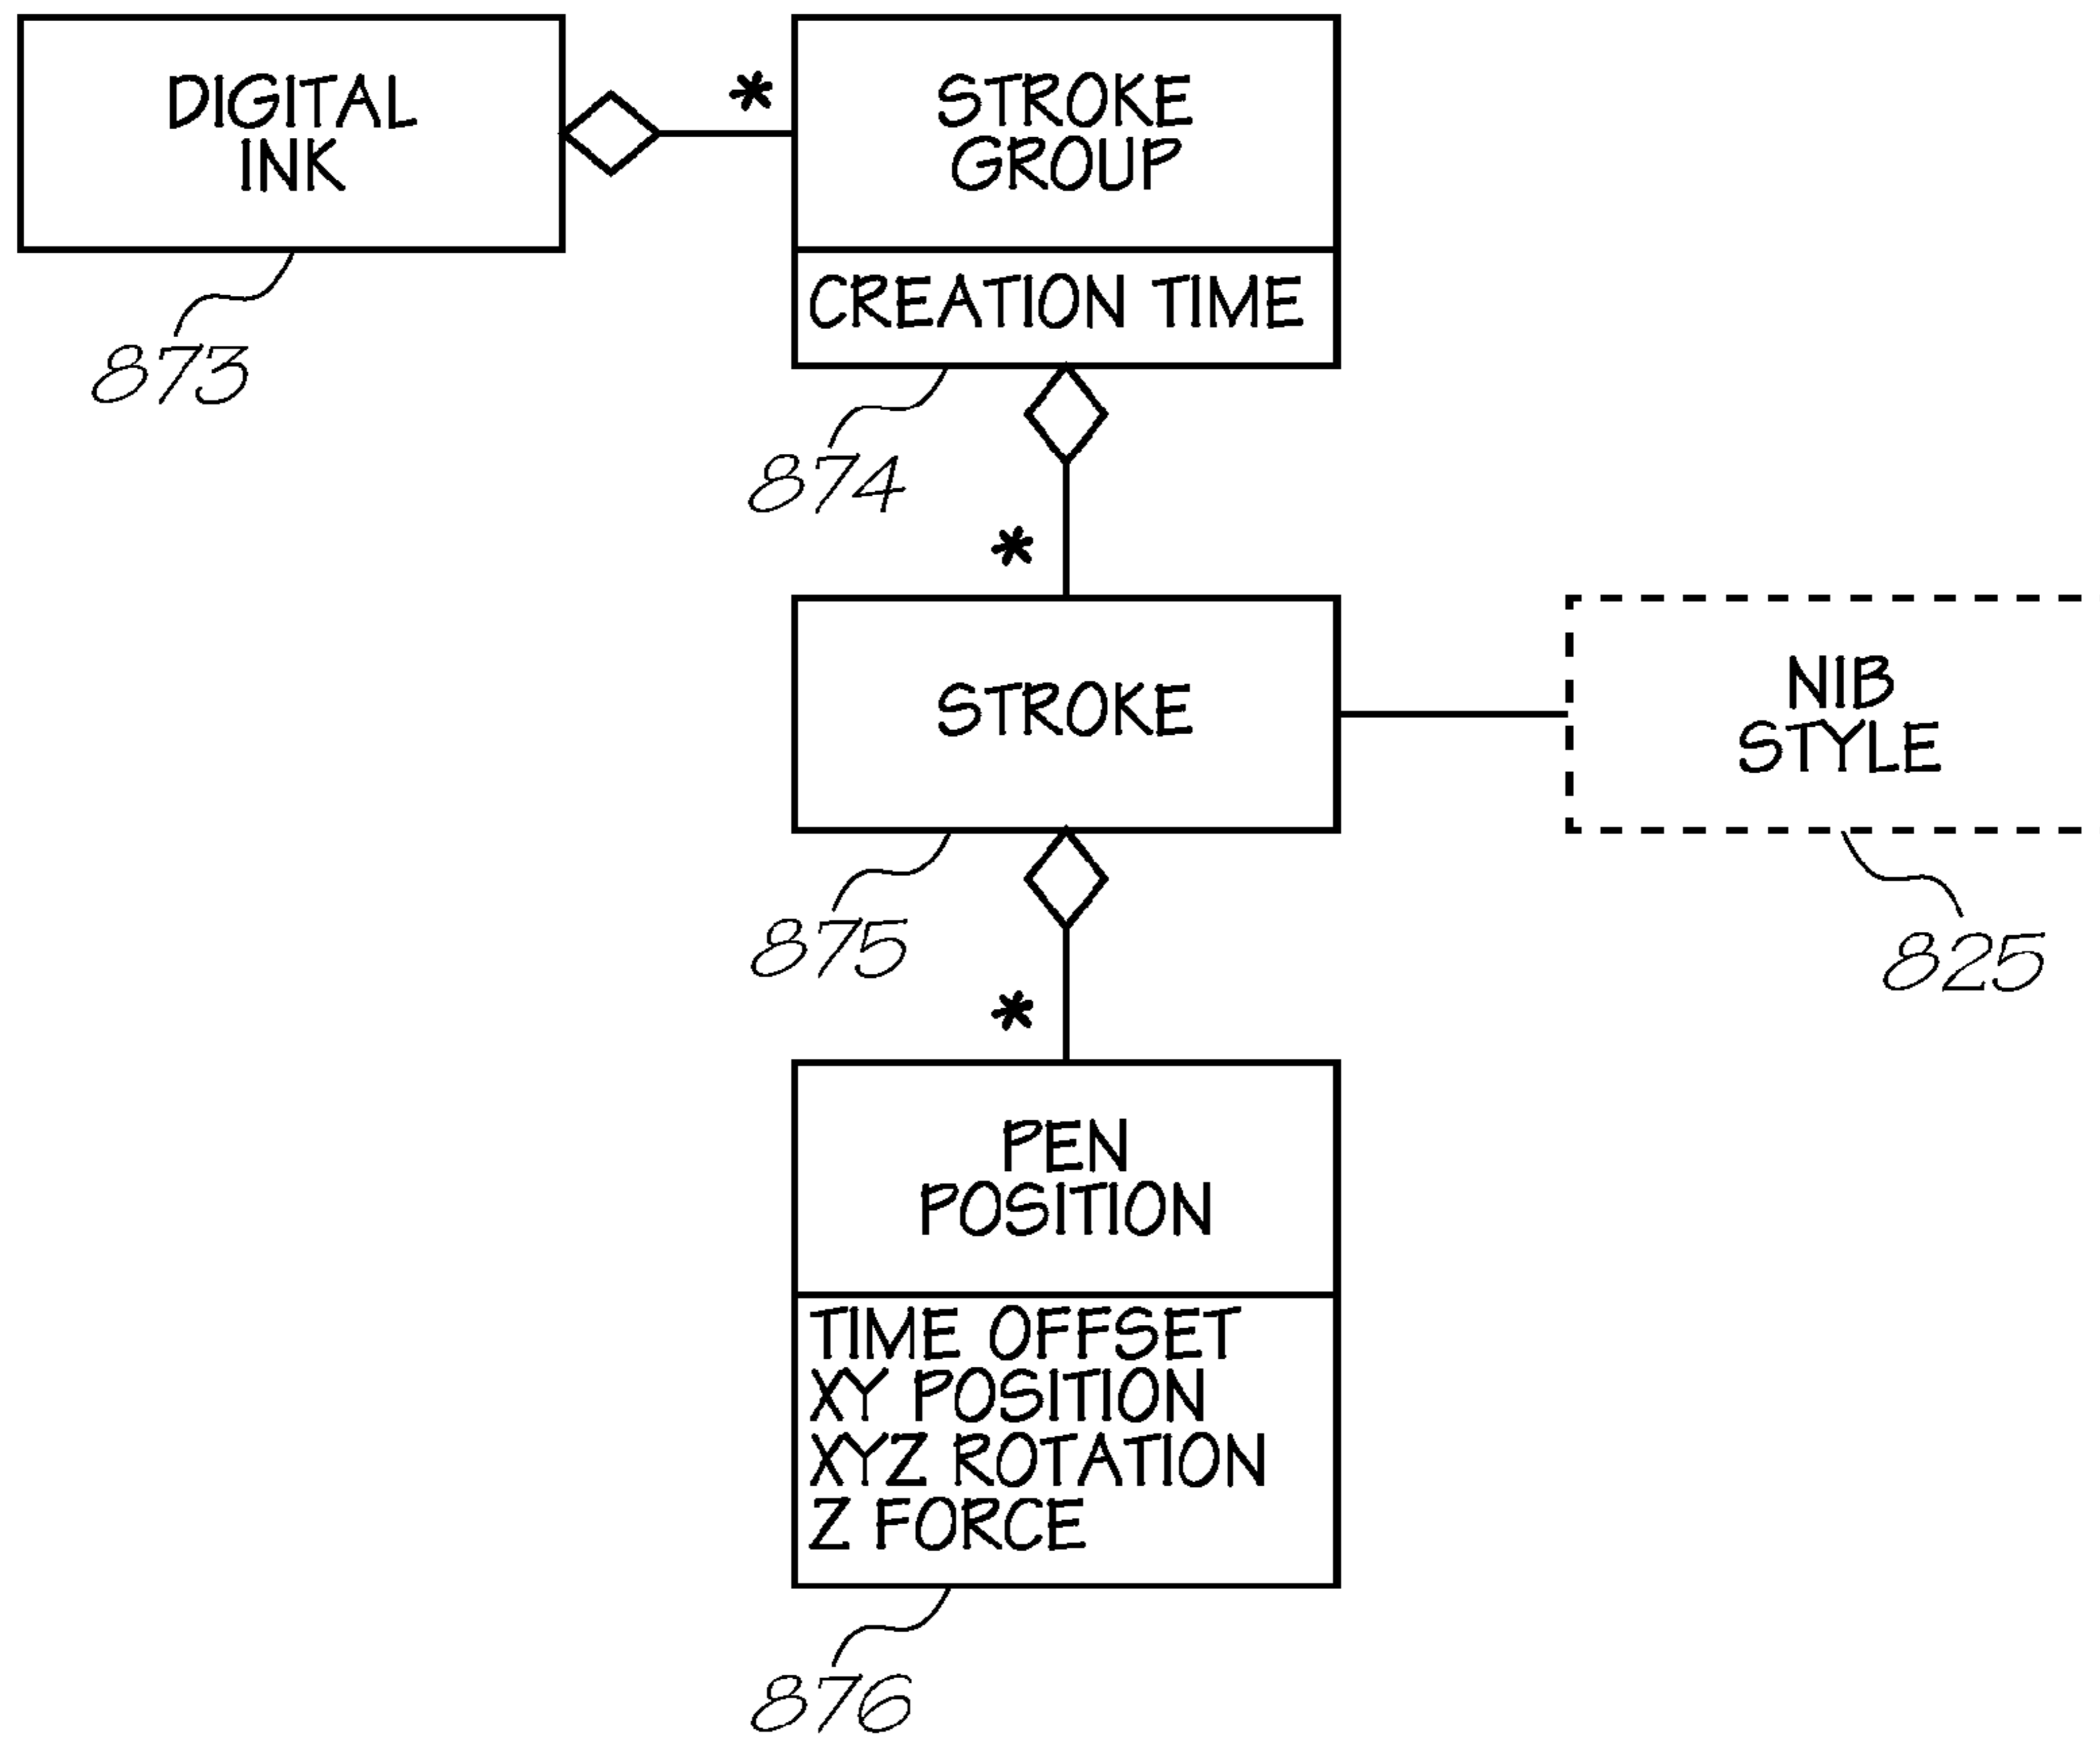 DIGITAL
INK
873
*
STROKE
GROUP
CREATION TIME
874
*
STROKE
875
NIB
STYLE
825
*
PEN
POSITION
TIME OFFSET
XY POSITION
XYZ ROTATION
Z FORCE
876